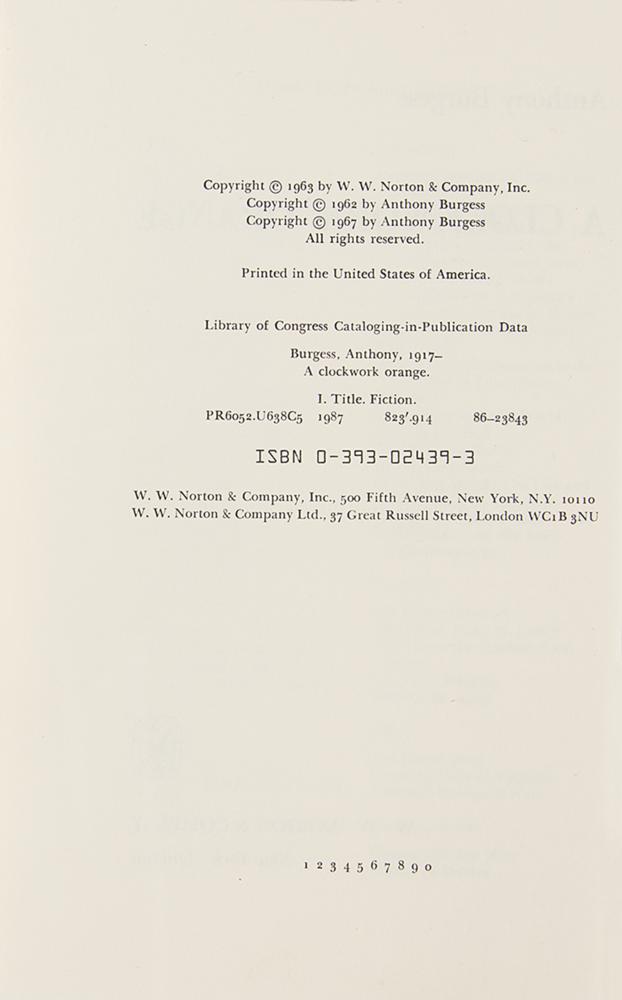 Copyright © 1963 by W. W. Norton & Company, Inc.
Copyright © 1962 by Anthony Burgess
Copyright © 1967 by Anthony Burgess
All rights reserved.
Printed in the United States of America.
Library of Congress Cataloging-in-Publication Data
Burgess, Anthony, 1917–
A clockwork orange.
I. Title. Fiction.
PR6052.U638C5 1987 823′.914 86–23843
ISBN 0-393-02439-3
W. W. Norton & Company, Inc., 500 Fifth Avenue, New York, N.Y. 10110
W. W. Norton & Company Ltd., 37 Great Russell Street, London WC1B 3NU
1 2 3 4 5 6 7 8 9 0